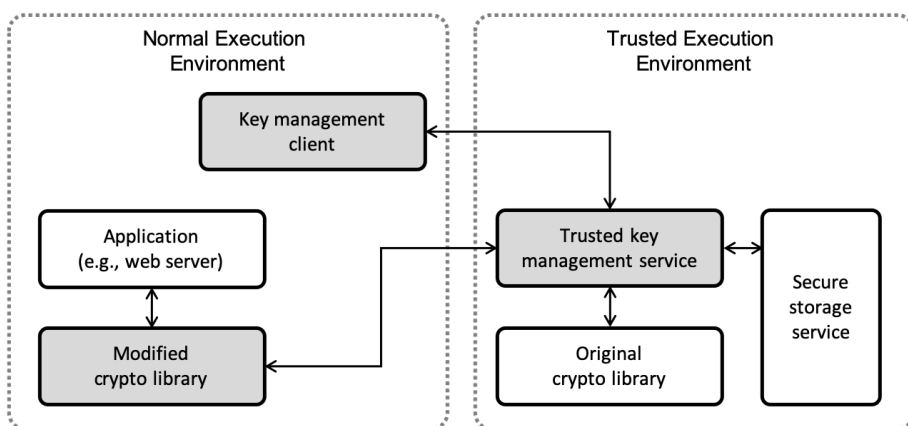 Normal Execution
Environment
Trusted Execution
Environment
Key management
client
Application
(e.g., web server)
Trusted key
management service
Secure
storage
service
Modified
crypto library
Original
crypto library